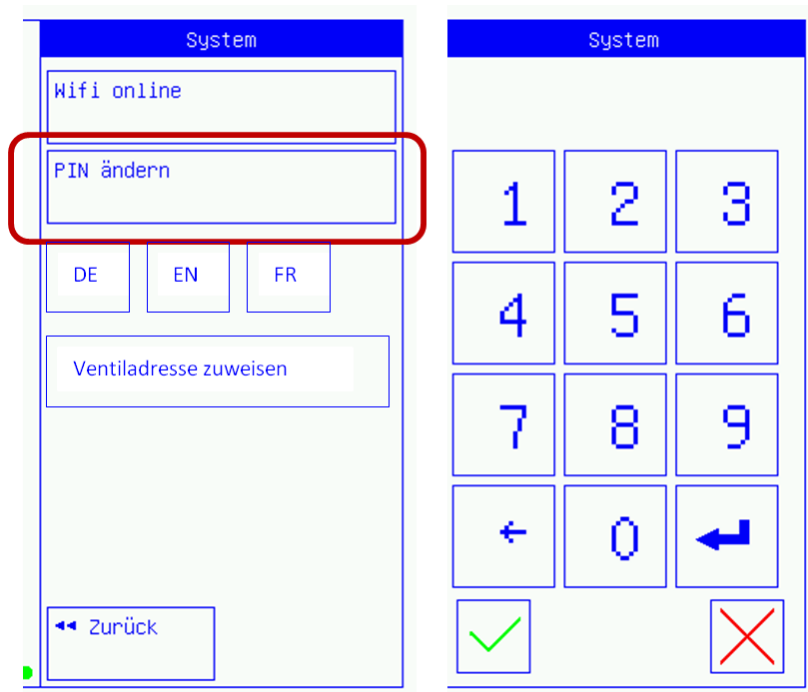 System
Wifi online
PIN ändern
DE EN FR
Ventiladresse zuweisen
Zurück
System
1 2 3
4 5 6
7 8 9
0